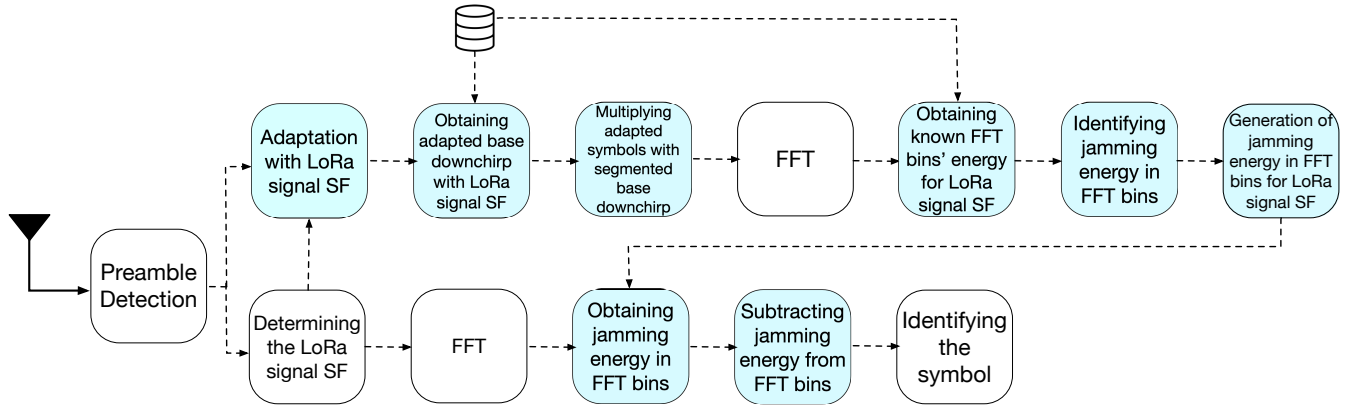 Adaptation
with LoRa
signal SF
Obtaining
adapted base
downchirp
with LoRa
signal SF
Multiplying
adapted
symbols with
segmented
base
downchirp
FFT
Obtaining
known FFT
bins' energy
for LoRa
signal SF
Identifying
jamming
energy in
FFT bins
Generation of
jamming
energy in FFT
bins for LoRa
signal SF
Preamble
Detection
Determining
the LoRa
signal SF
FFT
Obtaining
jamming
energy in
FFT bins
Subtracting
jamming
energy from
FFT bins
Identifying
the
symbol